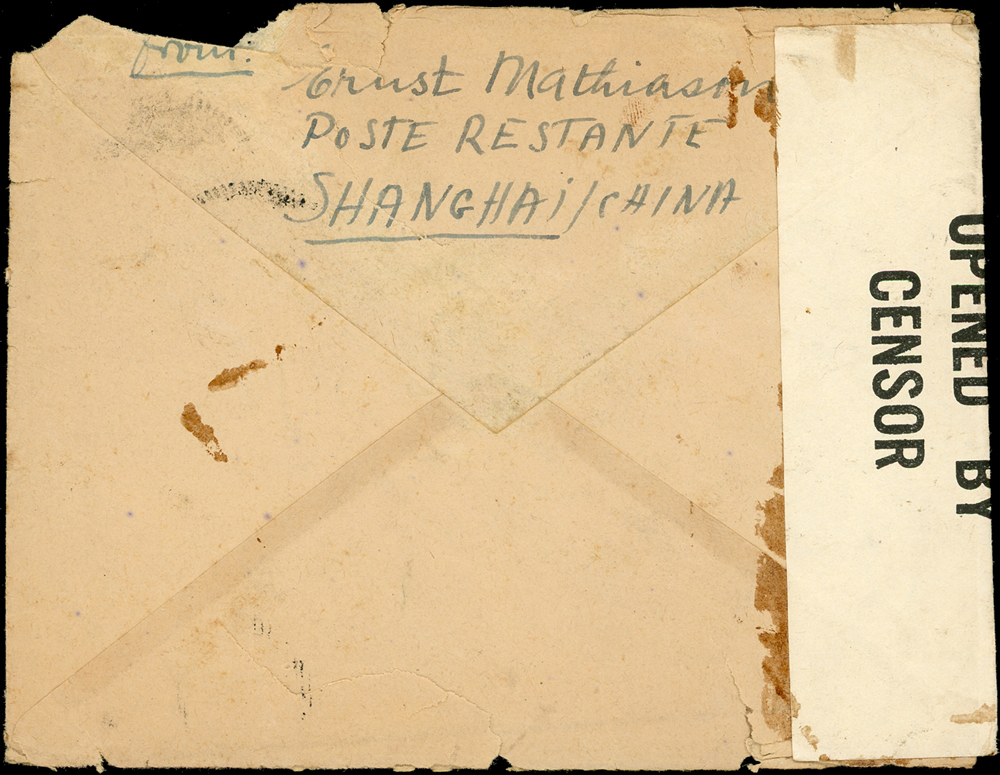 from:
Ernst Mathiason
POSTE RESTANTE
SHANGHAI/CHINA
OPENED BY
CENSOR